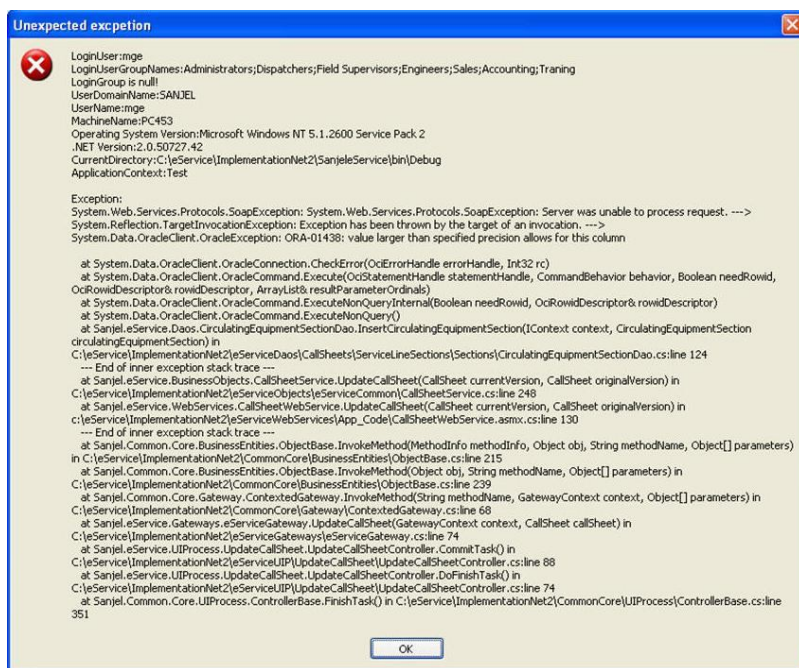 Unexpected excpetion
LoginUser:mge
LoginUserGroupNames:Administrators;Dispatchers;Field Supervisors;Engineers;Sales;Accounting;Traning
LoginGroup is null!
UserDomainName:SANJEL
UserName:mge
MachineName:PC453
Operating System Version:Microsoft Windows NT 5.1.2600 Service Pack 2
.NET Version:2.0.50727.42
CurrentDirectory:C:\eService\ImplementationNet2\SanjeleService\bin\Debug
ApplicationContext:Test
Exception:
System.Web.Services.Protocols.SoapException: System.Web.Services.Protocols.SoapException: Server was unable to process request. --->
System.Reflection.TargetInvocationException: Exception has been thrown by the target of an invocation. --->
System.Data.OracleClient.OracleException: ORA-01438: value larger than specified precision allows for this column
at System.Data.OracleClient.OracleConnection.CheckError(OciErrorHandle errorHandle, Int32 rc)
at System.Data.OracleClient.OracleCommand.Execute(OciStatementHandle statementHandle, CommandBehavior behavior, Boolean needRowid,
OciRowidDescriptor& rowidDescriptor, ArrayList& resultParameterOrdinals)
at System.Data.OracleClient.OracleCommand.ExecuteNonQueryInternal(Boolean needRowid, OciRowidDescriptor& rowidDescriptor)
at System.Data.OracleClient.OracleCommand.ExecuteNonQuery()
at Sanjel.eService.Daos.CirculatingEquipmentSectionDao.InsertCirculatingEquipmentSection(IContext context, CirculatingEquipmentSection
circulatingEquipmentSection) in
C:\eService\ImplementationNet2\eServiceDaos\CallSheets\ServiceLineSections\Sections\CirculatingEquipmentSectionDao.cs:line 124
--- End of inner exception stack trace ---
at Sanjel.eService.BusinessObjects.CallSheetService.UpdateCallSheet(CallSheet currentVersion, CallSheet originalVersion) in
C:\eService\ImplementationNet2\eServiceObjects\eServiceCommon\CallSheetService.cs:line 248
at Sanjel.eService.WebServices.CallSheetWebService.UpdateCallSheet(CallSheet currentVersion, CallSheet originalVersion) in
c:\eService\ImplementationNet2\eServiceWebServices\App_Code\CallSheetWebService.asmx.cs:line 130
--- End of inner exception stack trace ---
at Sanjel.Common.Core.BusinessEntities.ObjectBase.InvokeMethod(MethodInfo methodInfo, Object obj, String methodName, Object[] parameters)
in C:\eService\ImplementationNet2\CommonCore\BusinessEntities\ObjectBase.cs:line 215
at Sanjel.Common.Core.BusinessEntities.ObjectBase.InvokeMethod(Object obj, String methodName, Object[] parameters) in
C:\eService\ImplementationNet2\CommonCore\BusinessEntities\ObjectBase.cs:line 239
at Sanjel.Common.Core.Gateway.ContextedGateway.InvokeMethod(String methodName, GatewayContext context, Object[] parameters) in
C:\eService\ImplementationNet2\CommonCore\Gateway\ContextedGateway.cs:line 68
at Sanjel.eService.Gateways.eServiceGateway.UpdateCallSheet(GatewayContext context, CallSheet callSheet) in
C:\eService\ImplementationNet2\eServiceGateways\eServiceGateway.cs:line 74
at Sanjel.eService.UIProcess.UpdateCallSheet.UpdateCallSheetController.CommitTask() in
C:\eService\ImplementationNet2\eServiceUIP\UpdateCallSheet\UpdateCallSheetController.cs:line 88
at Sanjel.eService.UIProcess.UpdateCallSheet.UpdateCallSheetController.DoFinishTask() in
C:\eService\ImplementationNet2\eServiceUIP\UpdateCallSheet\UpdateCallSheetController.cs:line 74
at Sanjel.Common.Core.UIProcess.ControllerBase.FinishTask() in C:\eService\ImplementationNet2\CommonCore\UIProcess\ControllerBase.cs:line
351
OK